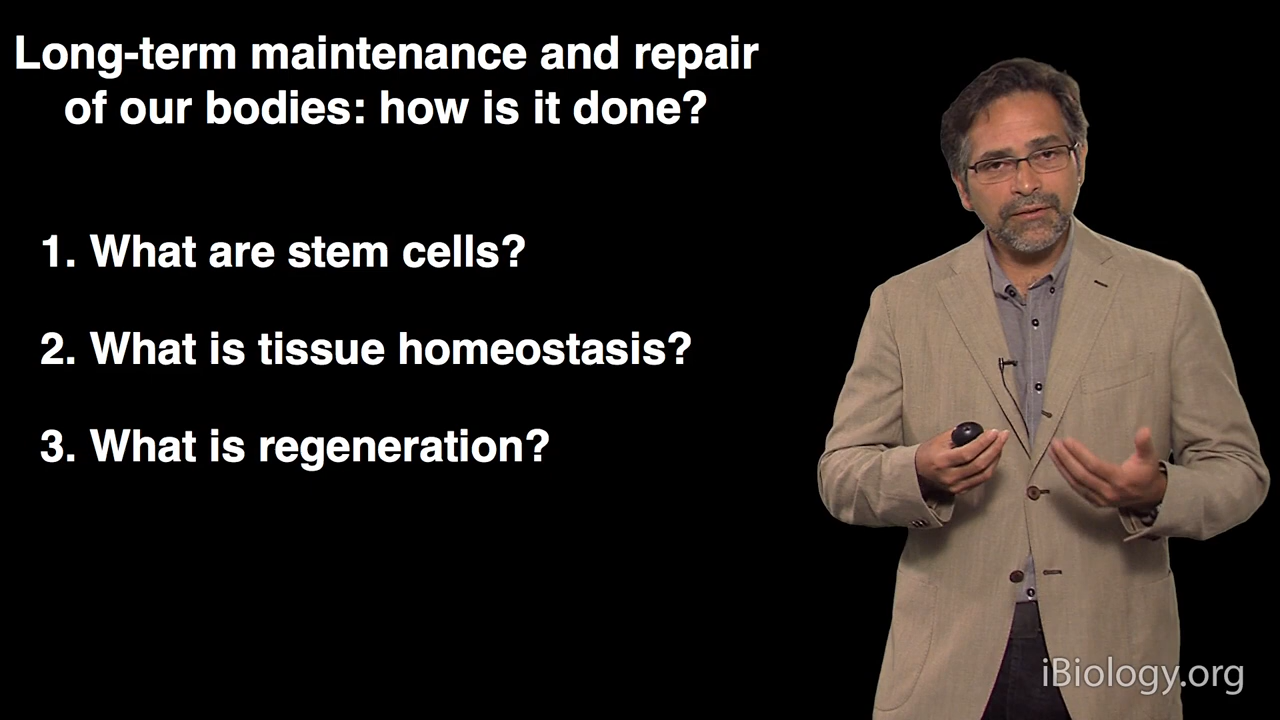 Long-term maintenance and repair
of our bodies: how is it done?
1. What are stem cells?
2. What is tissue homeostasis?
3. What is regeneration?
iBiology.org